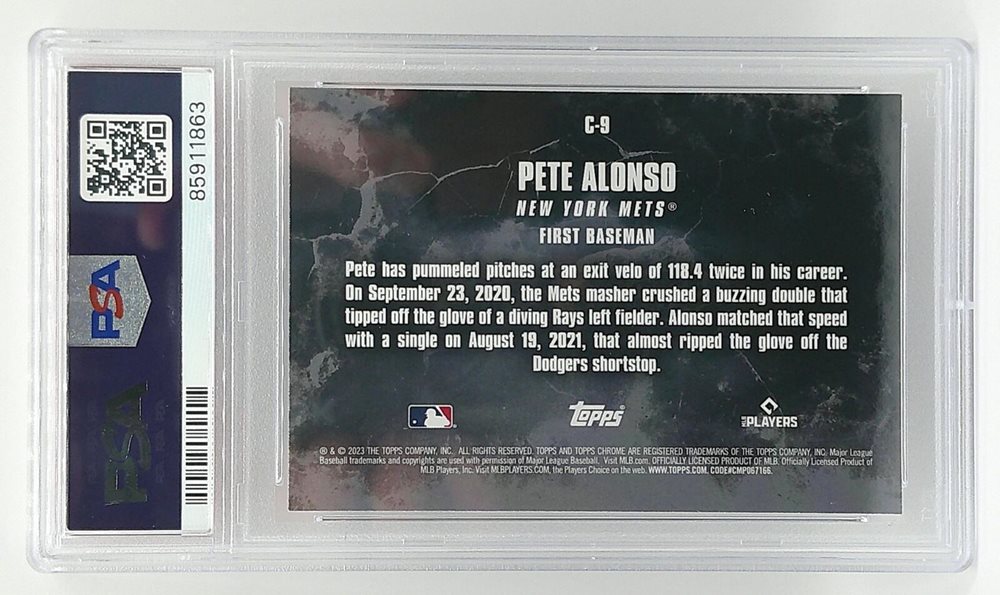 85911863
PSA
PSA
C-9
PETE ALONSO
NEW YORK METS®
FIRST BASEMAN
Pete has pummeled pitches at an exit velo of 118.4 twice in his career.
On September 23, 2020, the Mets masher crushed a buzzing double that
tipped off the glove of a diving Rays left fielder. Alonso matched that speed
with a single on August 19, 2021, that almost ripped the glove off the
Dodgers shortstop.
Topps
MLB PLAYERS
® & © 2023 THE TOPPS COMPANY, INC. ALL RIGHTS RESERVED. TOPPS AND TOPPS CHROME ARE REGISTERED TRADEMARKS OF THE TOPPS COMPANY, INC. Major League
Baseball trademarks and copyrights are used with permission of Major League Baseball. Visit MLB.com. OFFICIALLY LICENSED PRODUCT OF MLB. Officially Licensed Product of
MLB Players, Inc. Visit MLBPLAYERS.COM, the Players Choice on the web. WWW.TOPPS.COM. CODE#CMP067166.